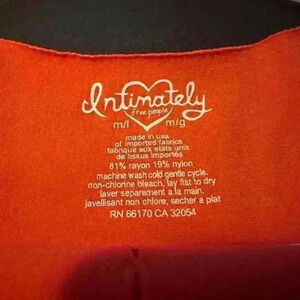 Intimately
free people
m/l m/g
made in usa
of imported fabrics
fabrique aux etats unis
de tissus importés
81% rayon 19% nylon
machine wash cold gentle cycle.
non-chlorine bleach, lay flat to dry
laver separement a la main.
javellisant non chlore, secher a plat
RN 66170 CA 32054